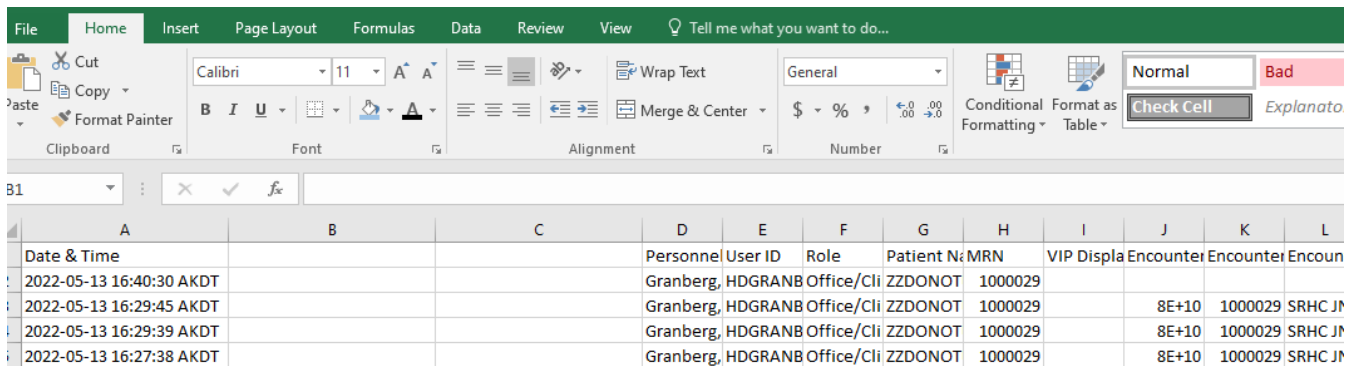 File Home Insert Page Layout Formulas Data Review View Tell me what you want to do...
Cut
Copy
Paste
Format Painter
Calibri 11 A A
B I U A
Wrap Text
Merge & Center
General
$ % , .0 .00 .00 .0
Conditional Formatting
Format as Table
Normal Bad
Check Cell Explanato
Clipboard Font Alignment Number
B1 fx
A B C D E F G H I J K L
Date & Time Personnel User ID Role Patient Na MRN VIP Displa Encounter Encounter Encoun
2022-05-13 16:40:30 AKDT Granberg, HDGRANB Office/Cli ZZDONOT 1000029
2022-05-13 16:29:45 AKDT Granberg, HDGRANB Office/Cli ZZDONOT 1000029 8E+10 1000029 SRHC JN
2022-05-13 16:29:39 AKDT Granberg, HDGRANB Office/Cli ZZDONOT 1000029 8E+10 1000029 SRHC JN
2022-05-13 16:27:38 AKDT Granberg, HDGRANB Office/Cli ZZDONOT 1000029 8E+10 1000029 SRHC JN